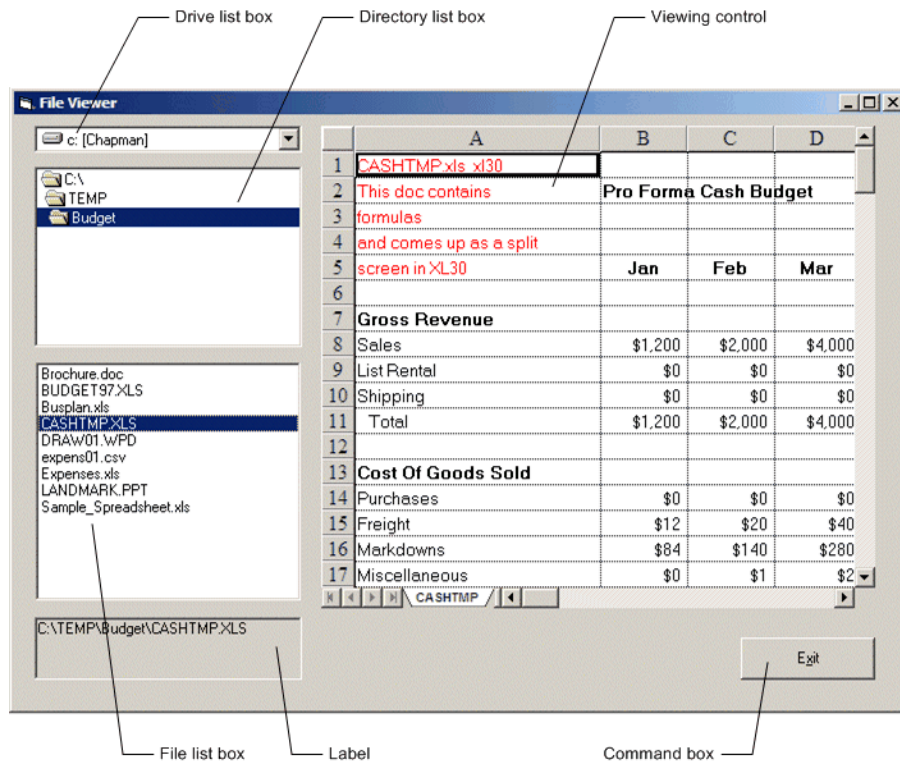 Drive list box
Directory list box
Viewing control
File Viewer
c: [Chapman]
C:\
TEMP
Budget
Brochure.doc
BUDGET97.XLS
Busplan.xls
CASHTMP.XLS
DRAW01.WPD
expens01.csv
Expenses.xls
LANDMARK.PPT
Sample_Spreadsheet.xls
C:\TEMP\Budget\CASHTMP.XLS
A B C D
1 CASHTMP.xls xl30
2 This doc contains Pro Forma Cash Budget
3 formulas
4 and comes up as a split
5 screen in XL30 Jan Feb Mar
6
7 Gross Revenue
8 Sales $1,200 $2,000 $4,000
9 List Rental $0 $0 $0
10 Shipping $0 $0 $0
11 Total $1,200 $2,000 $4,000
12
13 Cost Of Goods Sold
14 Purchases $0 $0 $0
15 Freight $12 $20 $40
16 Markdowns $84 $140 $280
17 Miscellaneous $0 $1 $2
CASHTMP
Exit
File list box
Label
Command box